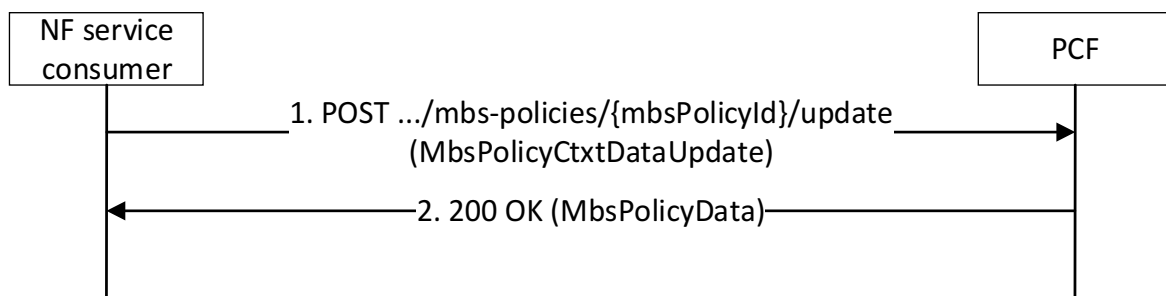 NF service
consumer
PCF
1. POST .../mbs-policies/{mbsPolicyId}/update
(MbsPolicyCtxtDataUpdate)
2. 200 OK (MbsPolicyData)